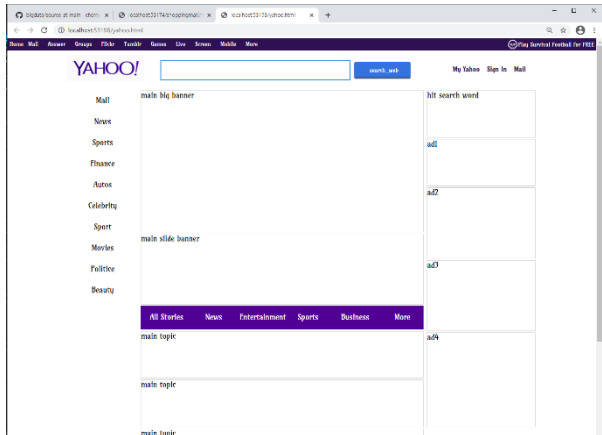 bigdata/source at main · cherry
localhost:53174/shoppingmall/
localhost:53158/yahoo.html
localhost:53158/yahoo.html
Home Mail Answer Groups Flickr Tumblr Games Live Screen Mobile More
Play Survival Football for FREE
YAHOO!
search_web
My Yahoo Sign In Mail
Mail
News
Sports
Finance
Autos
Celebrity
Sport
Movies
Politice
Beauty
main big banner
main slide banner
All Stories News Entertainment Sports Business More
main topic
main topic
main topic
hit search word
ad1
ad2
ad3
ad4